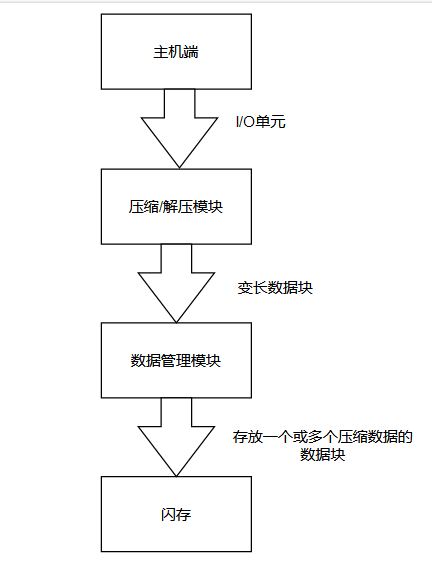 主机端
I/O单元
压缩/解压模块
变长数据块
数据管理模块
存放一个或多个压缩数据的
数据块
闪存